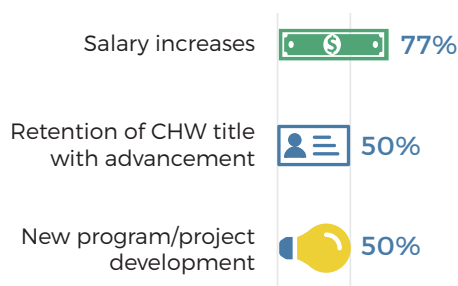 Salary increases
$
77%
Retention of CHW title
with advancement
50%
New program/project
development
50%